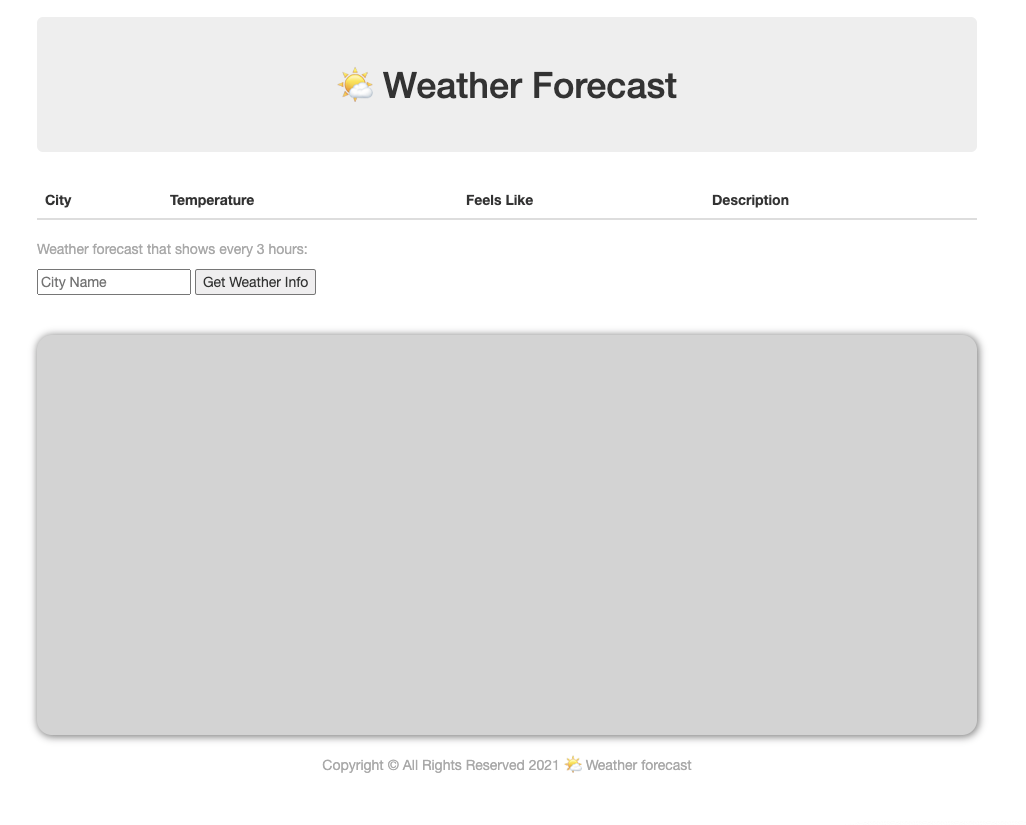 🌤 Weather Forecast
City Temperature Feels Like Description
Weather forecast that shows every 3 hours:
City Name Get Weather Info
Copyright © All Rights Reserved 2021 🌤 Weather forecast